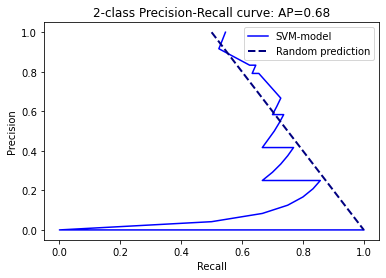 2-class Precision-Recall curve: AP=0.68
SVM-model
Random prediction
1.0
0.8
0.6
0.4
0.2
0.0
Precision
0.0 0.2 0.4 0.6 0.8 1.0
Recall